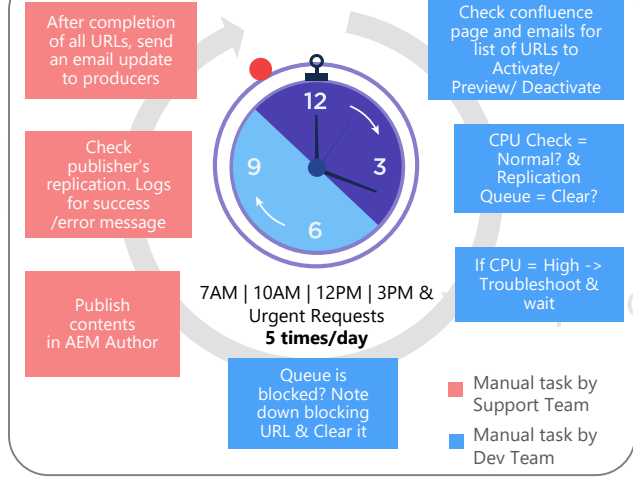 After completion
of all URLs, send
an email update
to producers
Check confluence
page and emails for
list of URLs to
Activate/
Preview/ Deactivate
12
3
6
9
Check
publisher's
replication. Logs
for success
/error message
CPU Check =
Normal? &
Replication
Queue = Clear?
If CPU = High ->
Troubleshoot &
wait
Publish
contents
in AEM Author
7AM | 10AM | 12PM | 3PM &
Urgent Requests
5 times/day
Queue is
blocked? Note
down blocking
URL & Clear it
Manual task by
Support Team
Manual task by
Dev Team